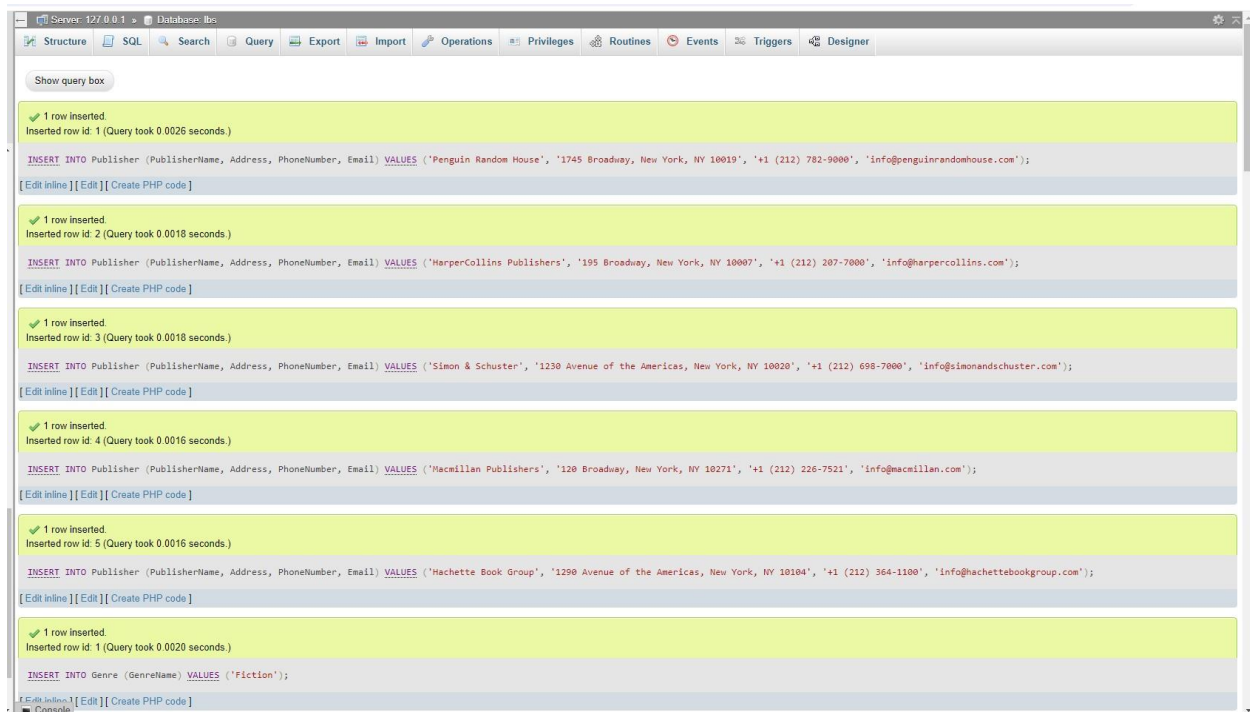 Server: 127.0.0.1 » Database: lbs
Structure SQL Search Query Export Import Operations Privileges Routines Events Triggers Designer
Show query box
1 row inserted.
Inserted row id: 1 (Query took 0.0026 seconds.)
INSERT INTO Publisher (PublisherName, Address, PhoneNumber, Email) VALUES ('Penguin Random House', '1745 Broadway, New York, NY 10019', '+1 (212) 782-9000', 'info@penguinrandomhouse.com');
[ Edit inline ] [ Edit ] [ Create PHP code ]
1 row inserted.
Inserted row id: 2 (Query took 0.0018 seconds.)
INSERT INTO Publisher (PublisherName, Address, PhoneNumber, Email) VALUES ('HarperCollins Publishers', '195 Broadway, New York, NY 10007', '+1 (212) 207-7000', 'info@harpercollins.com');
[ Edit inline ] [ Edit ] [ Create PHP code ]
1 row inserted.
Inserted row id: 3 (Query took 0.0018 seconds.)
INSERT INTO Publisher (PublisherName, Address, PhoneNumber, Email) VALUES ('Simon & Schuster', '1230 Avenue of the Americas, New York, NY 10020', '+1 (212) 698-7000', 'info@simonandschuster.com');
[ Edit inline ] [ Edit ] [ Create PHP code ]
1 row inserted.
Inserted row id: 4 (Query took 0.0016 seconds.)
INSERT INTO Publisher (PublisherName, Address, PhoneNumber, Email) VALUES ('Macmillan Publishers', '120 Broadway, New York, NY 10271', '+1 (212) 226-7521', 'info@macmillan.com');
[ Edit inline ] [ Edit ] [ Create PHP code ]
1 row inserted.
Inserted row id: 5 (Query took 0.0016 seconds.)
INSERT INTO Publisher (PublisherName, Address, PhoneNumber, Email) VALUES ('Hachette Book Group', '1290 Avenue of the Americas, New York, NY 10104', '+1 (212) 364-1100', 'info@hachettebookgroup.com');
[ Edit inline ] [ Edit ] [ Create PHP code ]
1 row inserted.
Inserted row id: 1 (Query took 0.0020 seconds.)
INSERT INTO Genre (GenreName) VALUES ('Fiction');
[ Edit inline ] [ Edit ] [ Create PHP code ]
Console